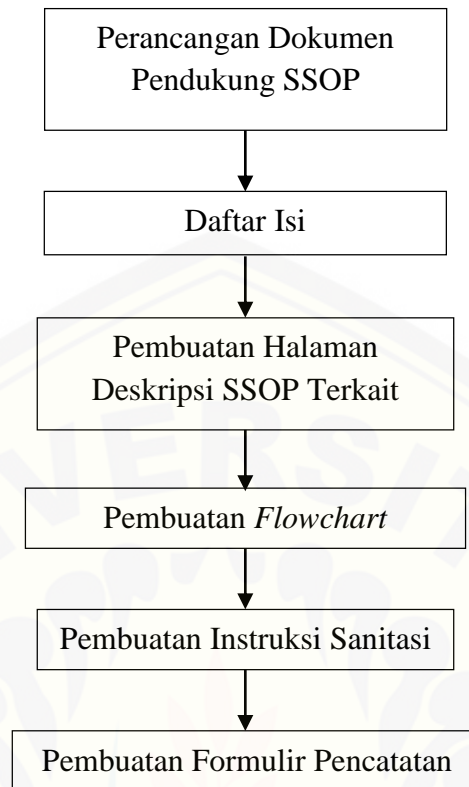 Perancangan Dokumen
Pendukung SSOP
Daftar Isi
Pembuatan Halaman
Deskripsi SSOP Terkait
Pembuatan Flowchart
Pembuatan Instruksi Sanitasi
Pembuatan Formulir Pencatatan